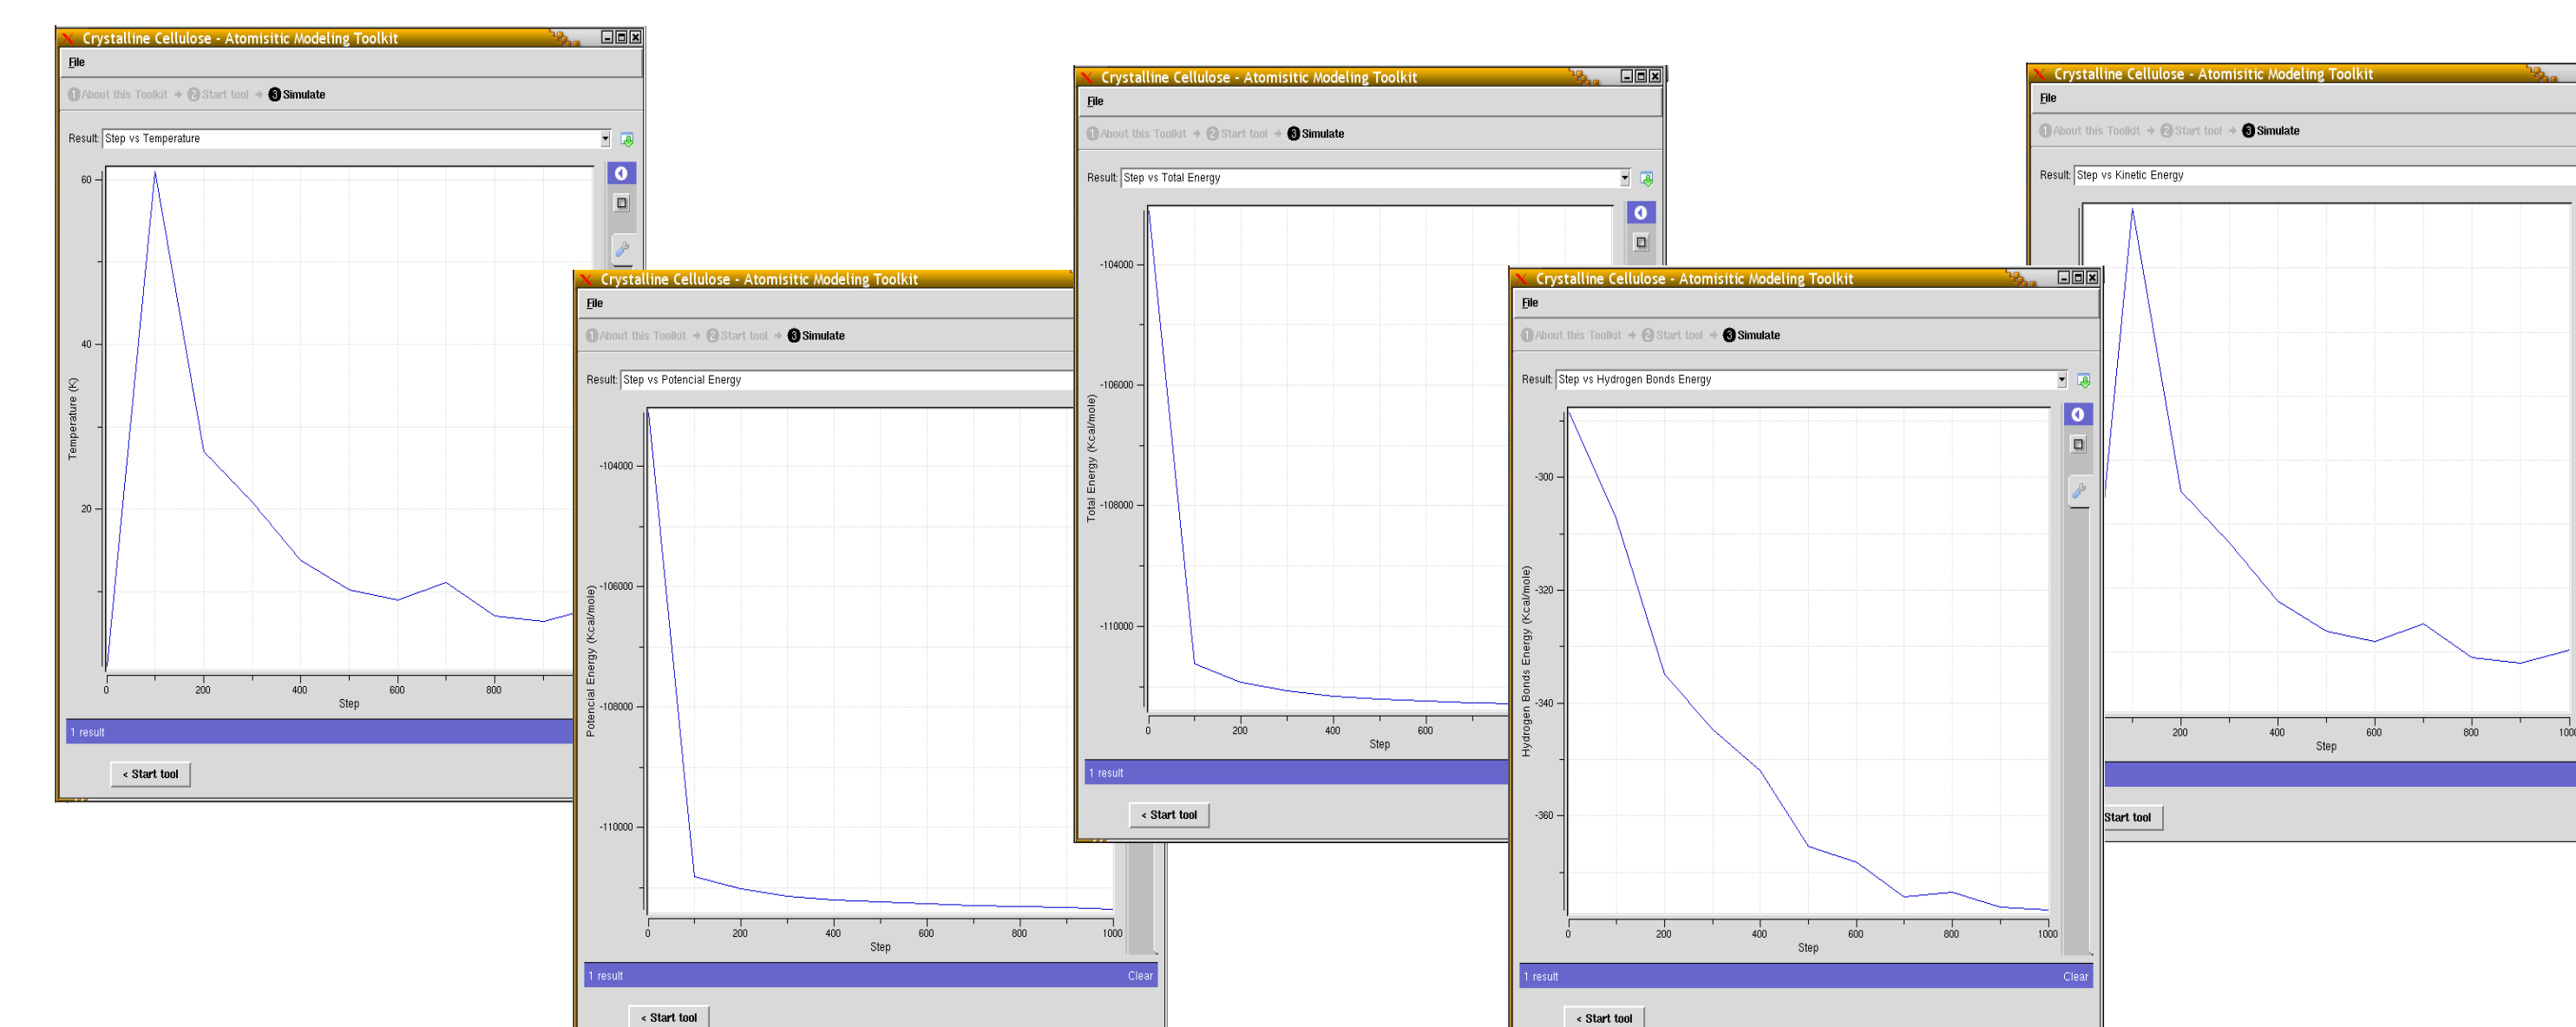 Crystalline Cellulose - Atomisitic Modeling Toolkit
File
1 About this Toolkit → 2 Start tool → 3 Simulate
Result: Step vs Temperature
Temperature (K)
60
40
20
0 200 400 600 800
Step
1 result
< Start tool
Crystalline Cellulose - Atomisitic Modeling Toolkit
File
1 About this Toolkit → 2 Start tool → 3 Simulate
Result: Step vs Potencial Energy
Potencial Energy (Kcal/mole)
-104000
-106000
-108000
-110000
0 200 400 600 800 1000
Step
1 result Clear
< Start tool
Crystalline Cellulose - Atomisitic Modeling Toolkit
File
1 About this Toolkit → 2 Start tool → 3 Simulate
Result: Step vs Total Energy
Total Energy (Kcal/mole)
-104000
-106000
-108000
-110000
0 200 400 600
Step
1 result
< Start tool
Crystalline Cellulose - Atomisitic Modeling Toolkit
File
1 About this Toolkit → 2 Start tool → 3 Simulate
Result: Step vs Hydrogen Bonds Energy
Hydrogen Bonds Energy (Kcal/mole)
-300
-320
-340
-360
0 200 400 600 800 1000
Step
1 result Clear
< Start tool
Crystalline Cellulose - Atomisitic Modeling Toolkit
File
1 About this Toolkit → 2 Start tool → 3 Simulate
Result: Step vs Kinetic Energy
200 400 600 800
Step
Start tool